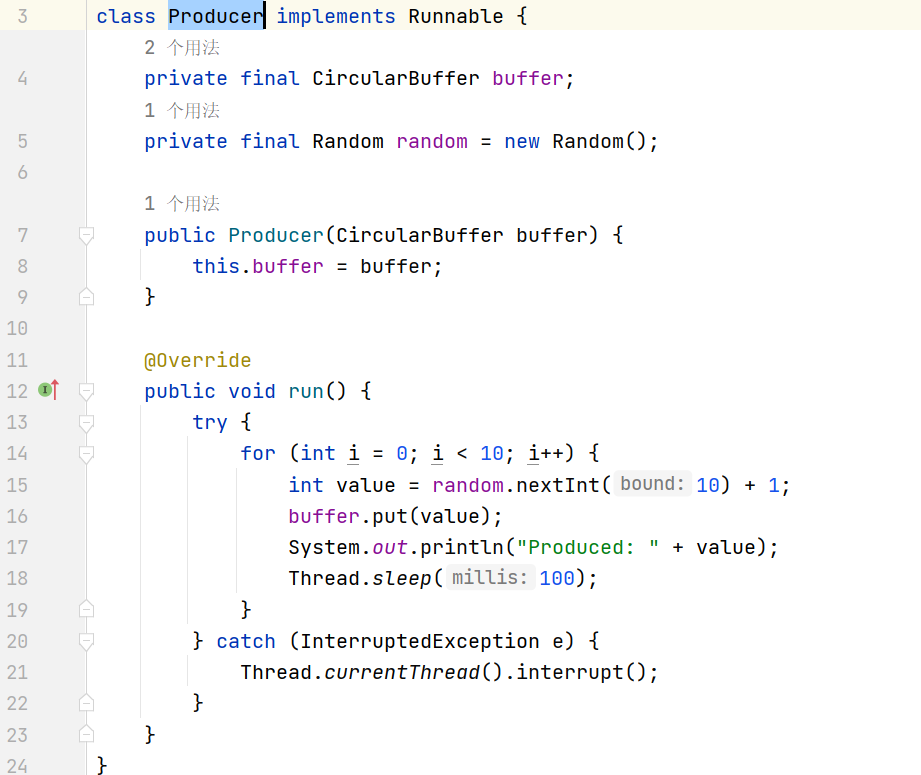 3 class Producer implements Runnable {
2 个用法
4 private final CircularBuffer buffer;
1 个用法
5 private final Random random = new Random();
6
1 个用法
7 public Producer(CircularBuffer buffer) {
8 this.buffer = buffer;
9 }
10
11 @Override
12 I public void run() {
13 try {
14 for (int i = 0; i < 10; i++) {
15 int value = random.nextInt( bound: 10) + 1;
16 buffer.put(value);
17 System.out.println("Produced: " + value);
18 Thread.sleep( millis: 100);
19 }
20 } catch (InterruptedException e) {
21 Thread.currentThread().interrupt();
22 }
23 }
24 }